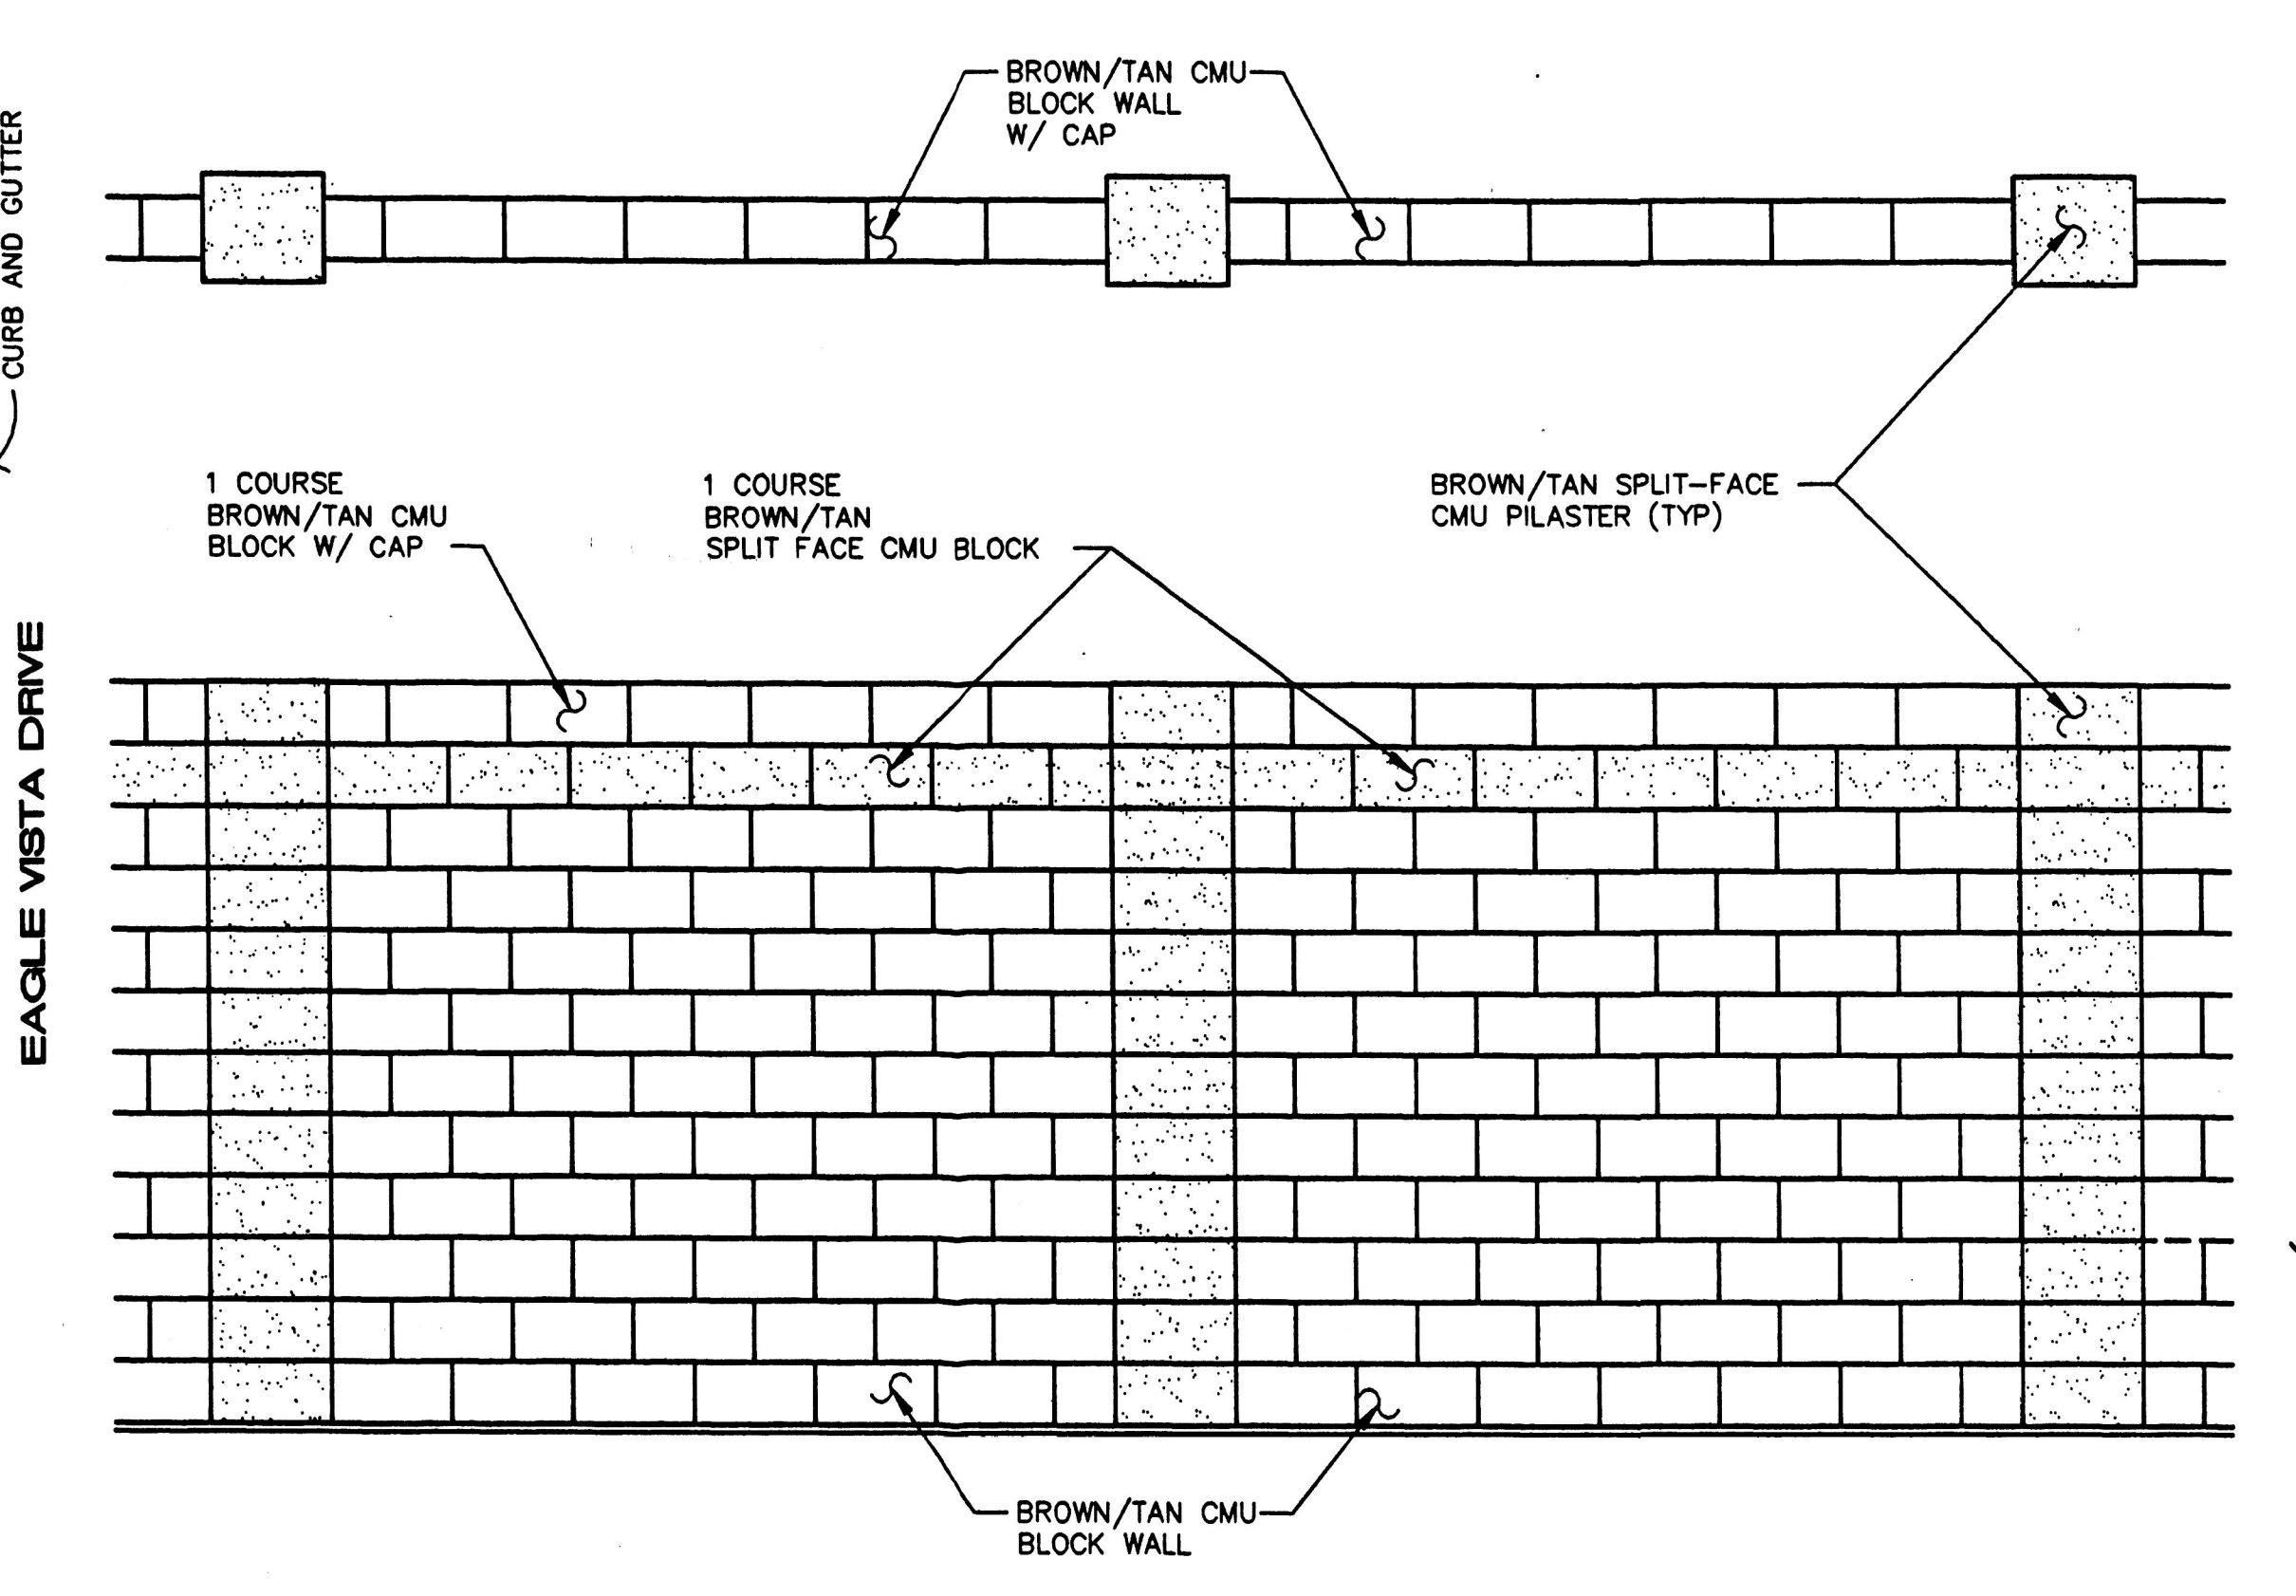 BROWN/TAN CMU
BLOCK WALL
W/ CAP
CURB AND GUTTER
1 COURSE
BROWN/TAN CMU
BLOCK W/ CAP
1 COURSE
BROWN/TAN
SPLIT FACE CMU BLOCK
BROWN/TAN SPLIT-FACE
CMU PILASTER (TYP)
EAGLE VISTA DRIVE
BROWN/TAN CMU
BLOCK WALL